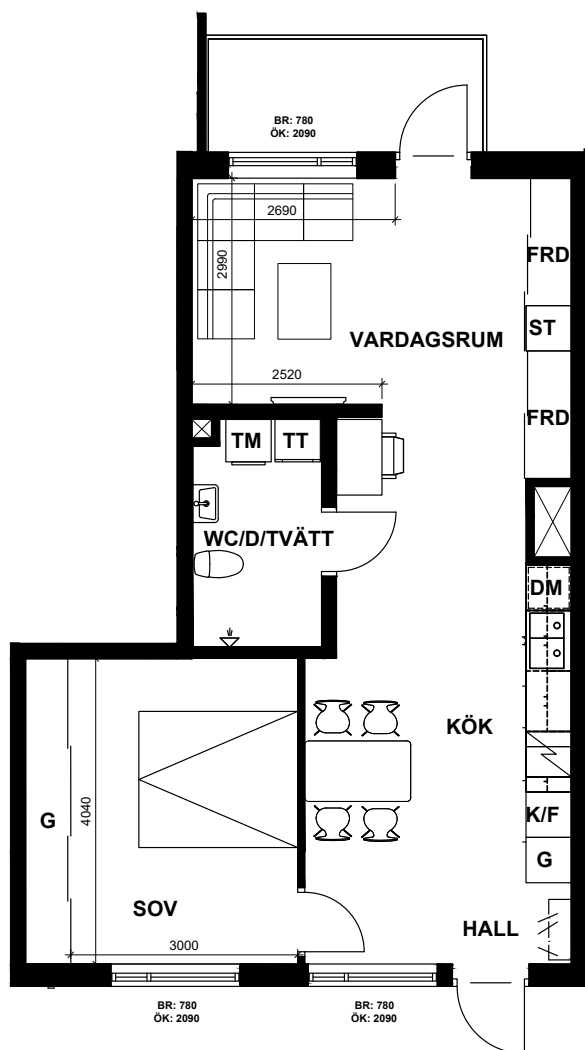 BR: 780
ÖK: 2090
2690
2990
FRD
ST
VARDAGSRUM
2520
FRD
TM
TT
WC/D/TVÄTT
DM
KÖK
4040
G
K/F
G
SOV
HALL
3000
BR: 780
ÖK: 2090
BR: 780
ÖK: 2090